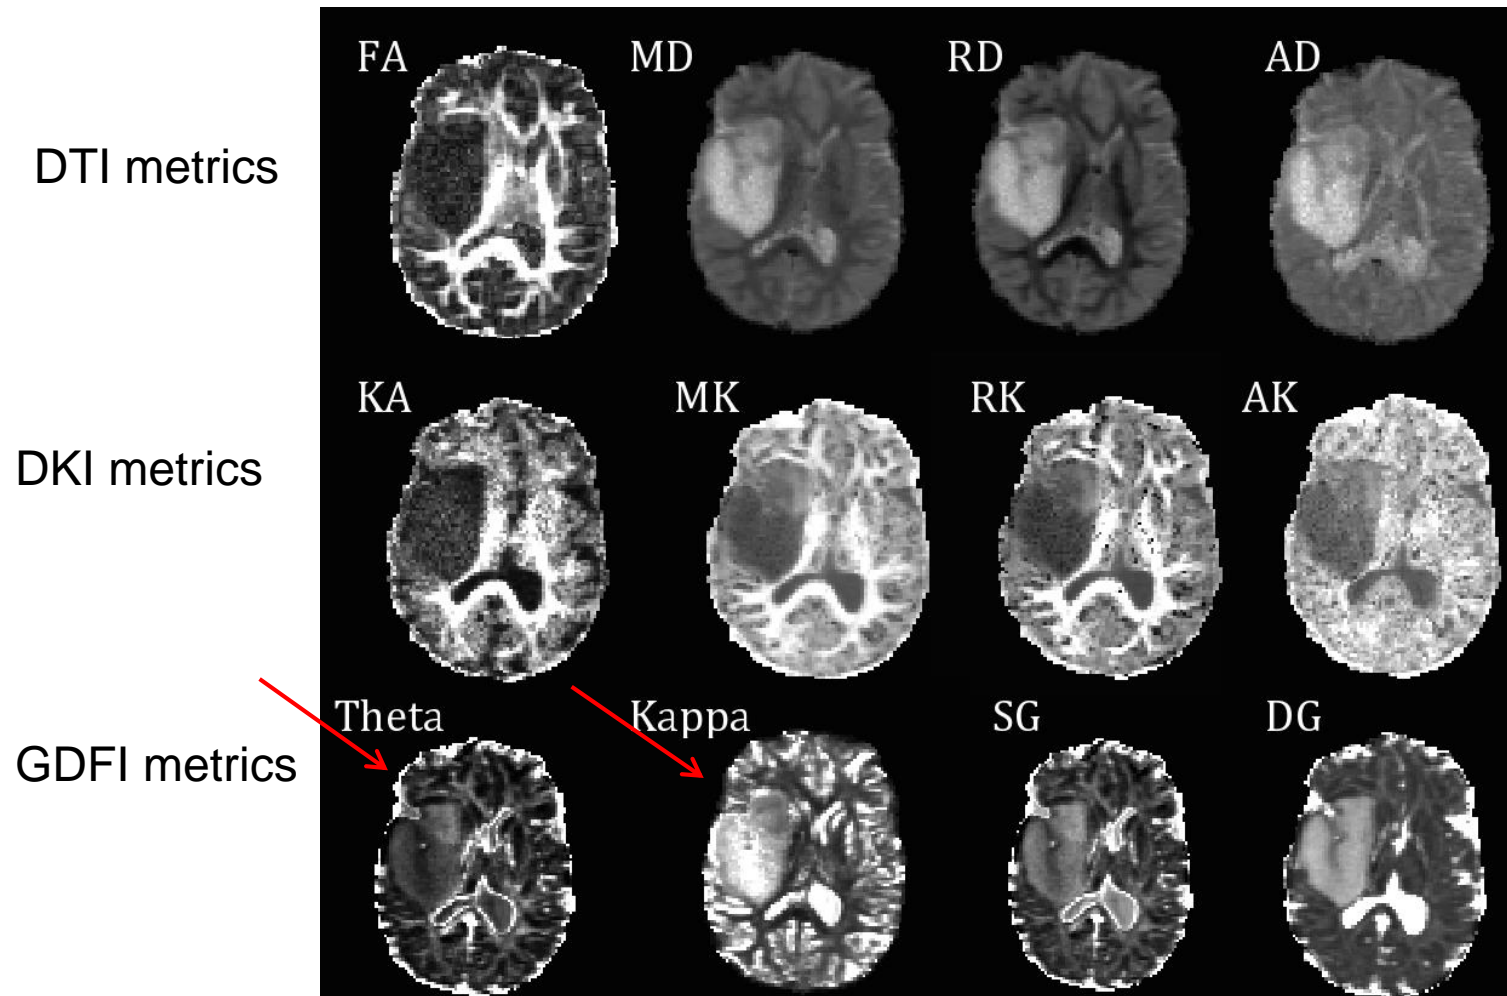 FA MD RD AD
DTI metrics
KA MK RK AK
DKI metrics
Theta Kappa SG DG
GDFI metrics